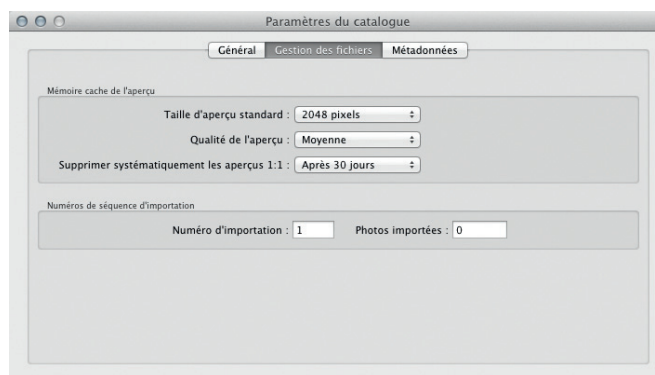 Paramètres du catalogue
Général Gestion des fichiers Métadonnées
Mémoire cache de l'aperçu
Taille d'aperçu standard : 2048 pixels
Qualité de l'aperçu : Moyenne
Supprimer systématiquement les aperçus 1:1 : Après 30 jours
Numéros de séquence d'importation
Numéro d'importation : 1 Photos importées : 0